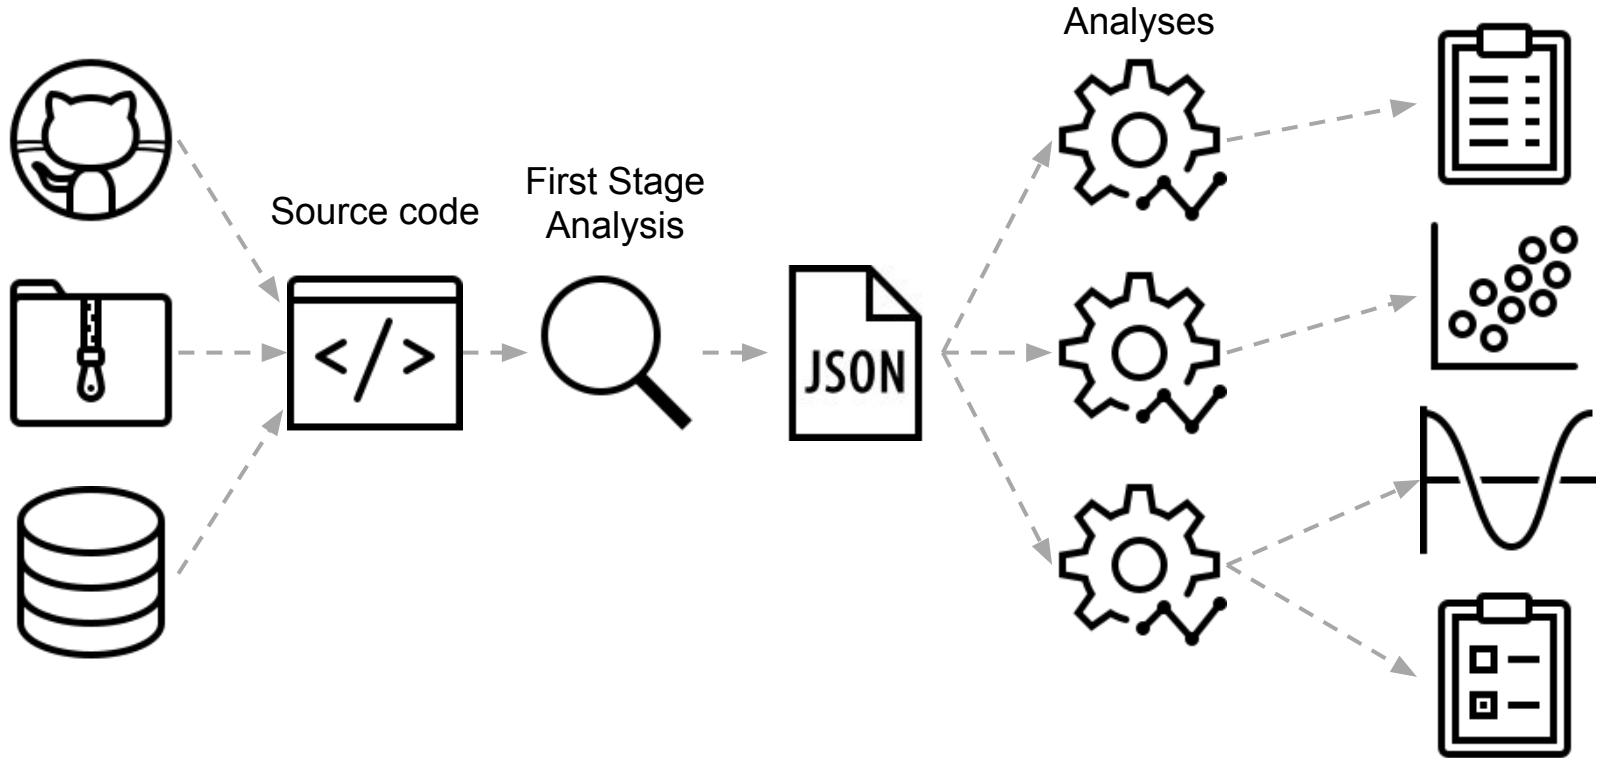 Analyses
First Stage
Analysis
Source code
</>
JSON